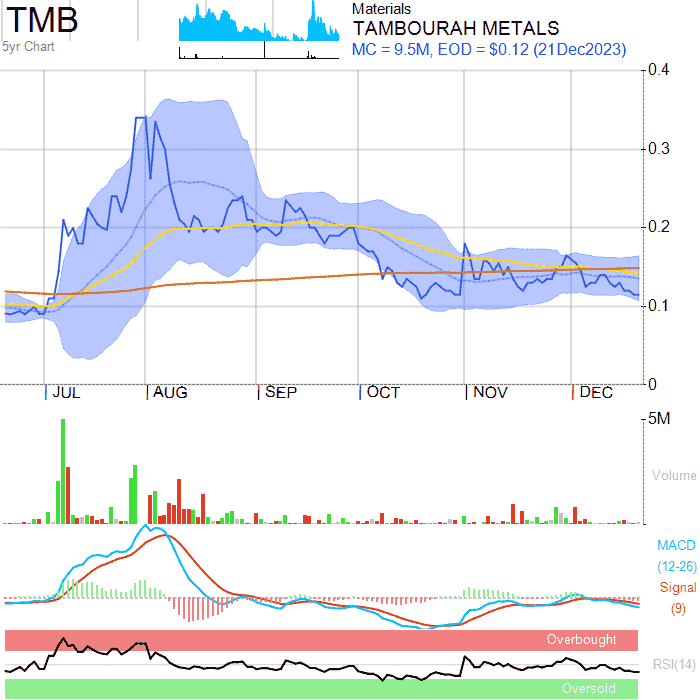 TMB
5yr Chart
Materials
TAMBOURAH METALS
MC = 9.5M, EOD = $0.12 (21Dec2023)
0.4
0.3
0.2
0.1
0
JUL AUG SEP OCT NOV DEC
5M
Volume
MACD
(12-26)
Signal
(9)
Overbought
RSI(14)
Oversold